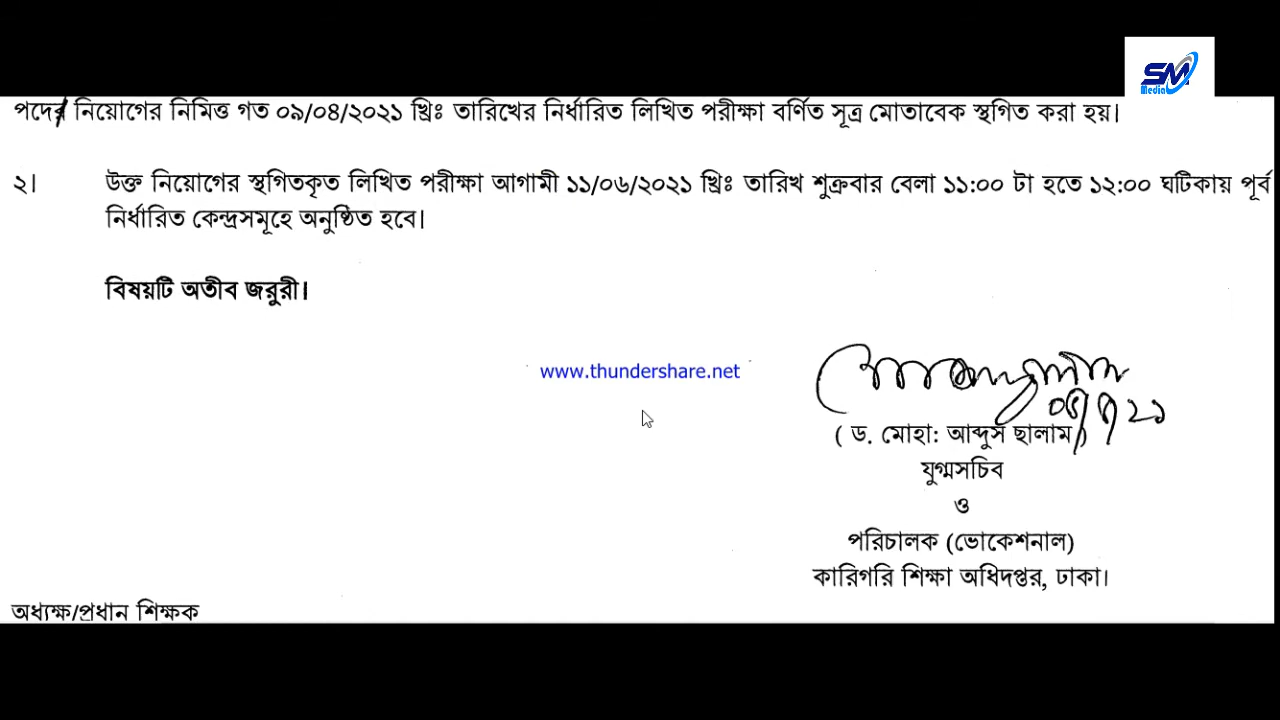 SM
Media
পদের নিয়োগের নিমিত্ত গত ০৯/০৪/২০২১ খ্রিঃ তারিখের নির্ধারিত লিখিত পরীক্ষা বর্ণিত সূত্র মোতাবেক স্থগিত করা হয়।
২। উক্ত নিয়োগের স্থগিতকৃত লিখিত পরীক্ষা আগামী ১১/০৬/২০২১ খ্রিঃ তারিখ শুক্রবার বেলা ১১:০০ টা হতে ১২:০০ ঘটিকায় পূর্ব
নির্ধারিত কেন্দ্রসমূহে অনুষ্ঠিত হবে।
বিষয়টি অতীব জরুরী।
www.thundershare.net
( ড. মোহা: আব্দুস ছালাম )
যুগ্মসচিব
ও
পরিচালক (ভোকেশনাল)
কারিগরি শিক্ষা অধিদপ্তর, ঢাকা।
অধ্যক্ষ/প্রধান শিক্ষক